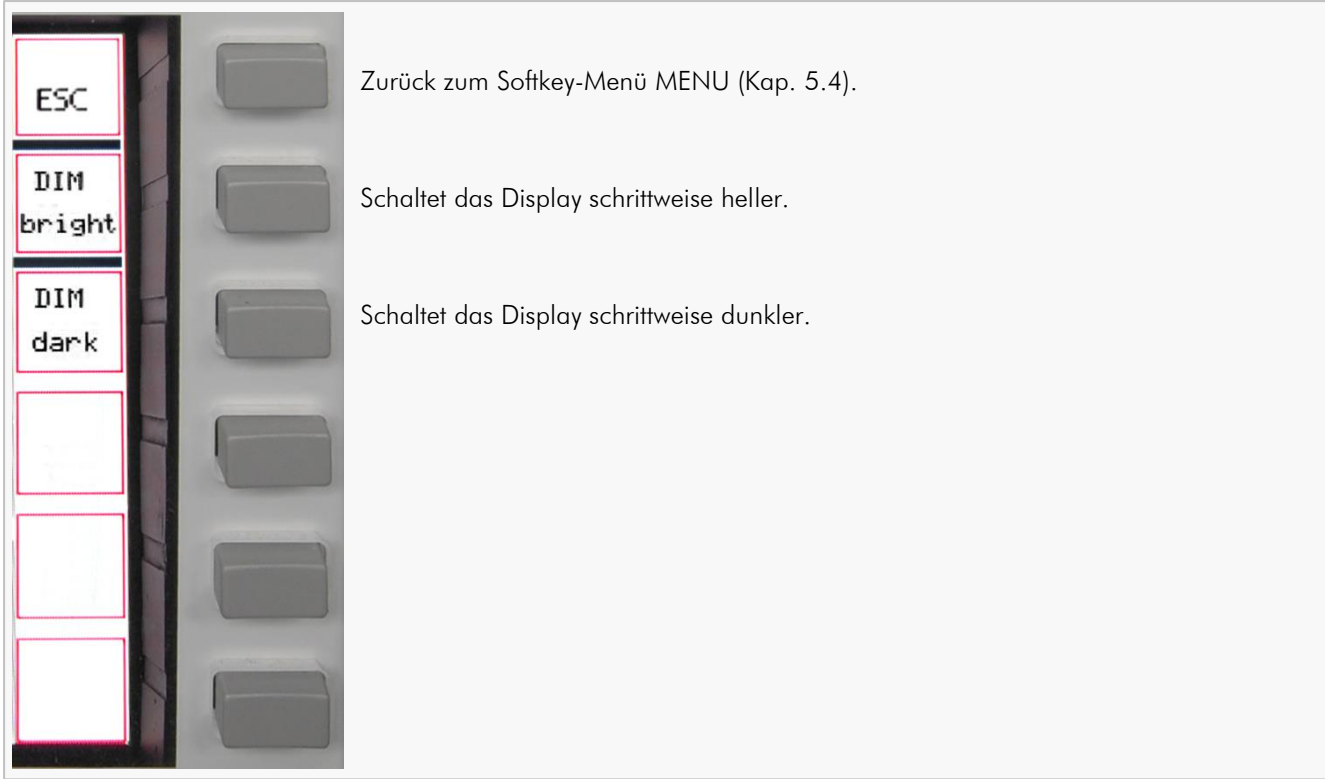 ESC
Zurück zum Softkey-Menü MENU (Kap. 5.4).
DIM
bright
Schaltet das Display schrittweise heller.
DIM
dark
Schaltet das Display schrittweise dunkler.